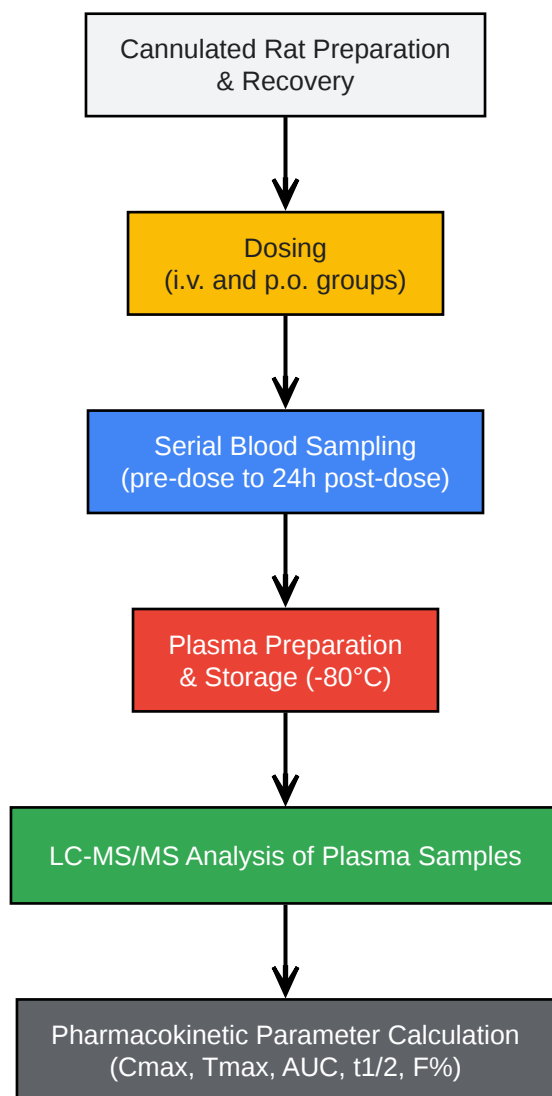 Cannulated Rat Preparation
& Recovery
Dosing
(i.v. and p.o. groups)
Serial Blood Sampling
(pre-dose to 24h post-dose)
Plasma Preparation
& Storage (-80°C)
LC-MS/MS Analysis of Plasma Samples
Pharmacokinetic Parameter Calculation
(Cmax, Tmax, AUC, t1/2, F%)